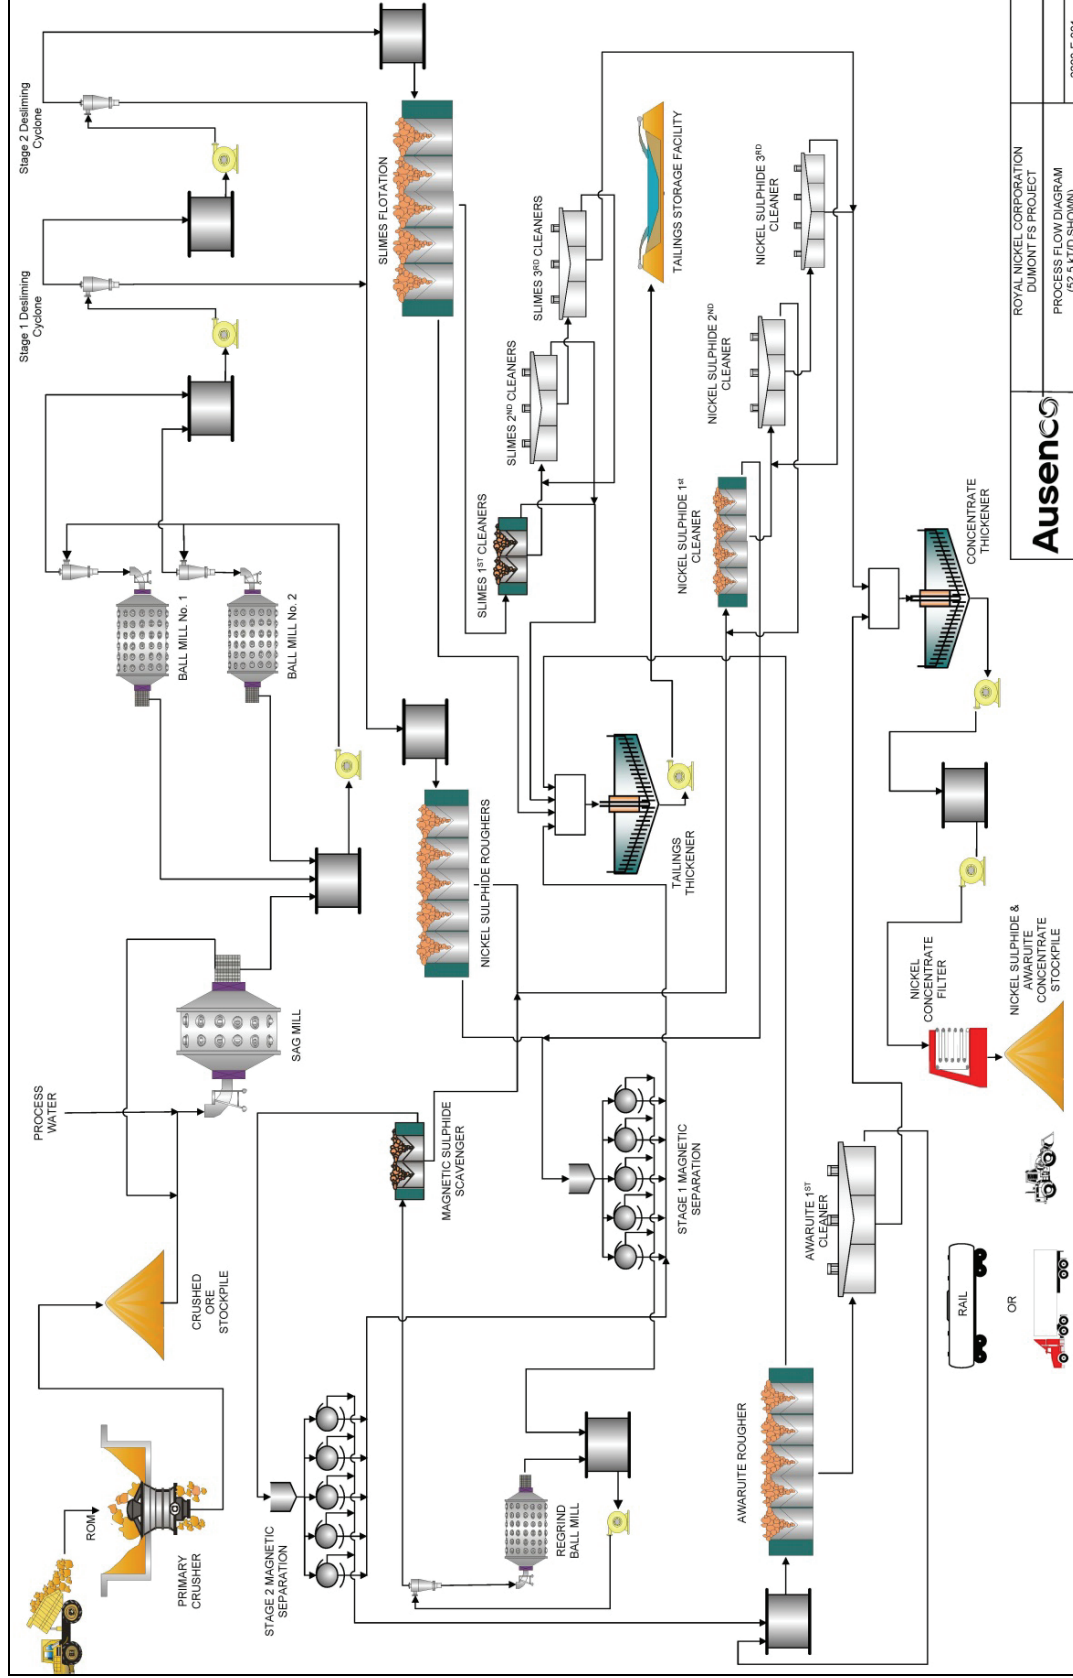 ROM
PRIMARY
CRUSHER
CRUSHED
ORE
STOCKPILE
PROCESS
WATER
SAG MILL
BALL MILL No. 1
BALL MILL No. 2
Stage 1 Desliming
Cyclone
Stage 2 Desliming
Cyclone
STAGE 2 MAGNETIC
SEPARATION
MAGNETIC SULPHIDE
SCAVENGER
NICKEL SULPHIDE ROUGHERS
SLIMES FLOTATION
REGRIND
BALL MILL
STAGE 1 MAGNETIC
SEPARATION
TAILINGS
THICKENER
SLIMES 1ST CLEANERS
SLIMES 2ND CLEANERS
SLIMES 3RD CLEANERS
TAILINGS STORAGE FACILITY
AWARUITE ROUGHER
AWARUITE 1ST
CLEANER
NICKEL SULPHIDE 1st
CLEANER
NICKEL SULPHIDE 2ND
CLEANER
NICKEL SULPHIDE 3RD
CLEANER
RAIL
OR
NICKEL
CONCENTRATE
FILTER
NICKEL SULPHIDE &
AWARUITE
CONCENTRATE
STOCKPILE
CONCENTRATE
THICKENER
Ausenco
ROYAL NICKEL CORPORATION
DUMONT FS PROJECT
PROCESS FLOW DIAGRAM
(52.5 KT/D SHOWN)